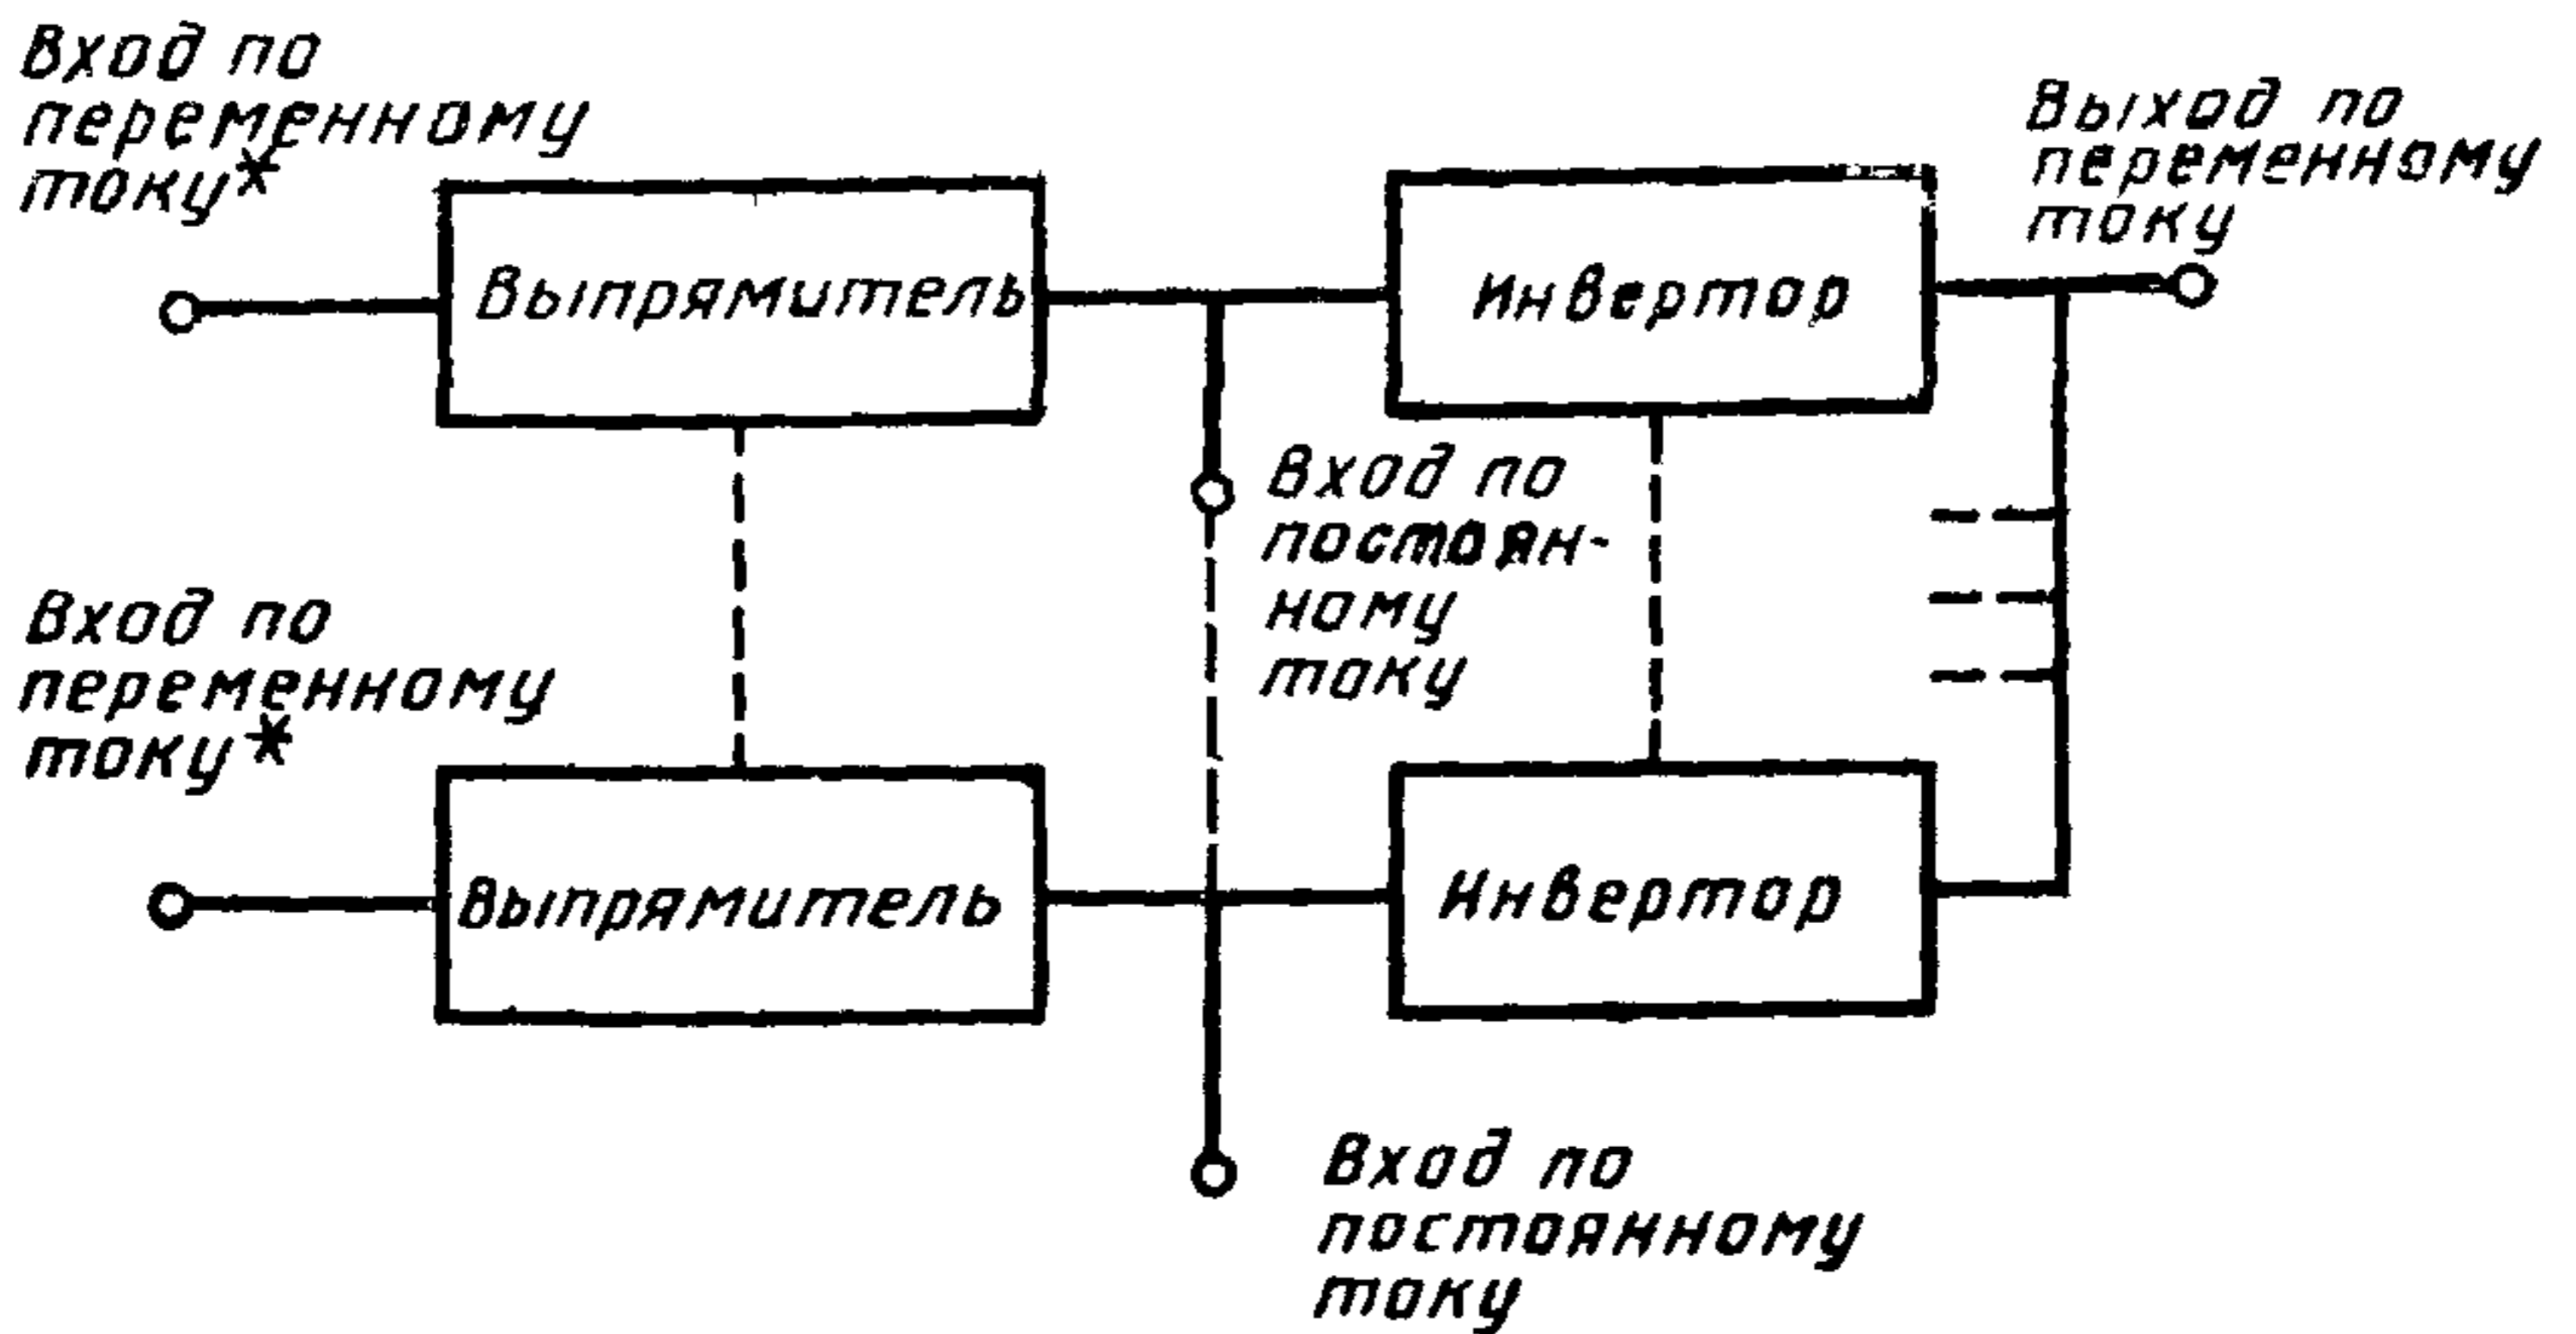 Вход по
переменному
току*
Выпрямитель
Инвертор
Выход по
переменному
току
Вход по
постоян-
ному
току
Вход по
переменному
току*
Выпрямитель
Инвертор
Вход по
постоянному
току